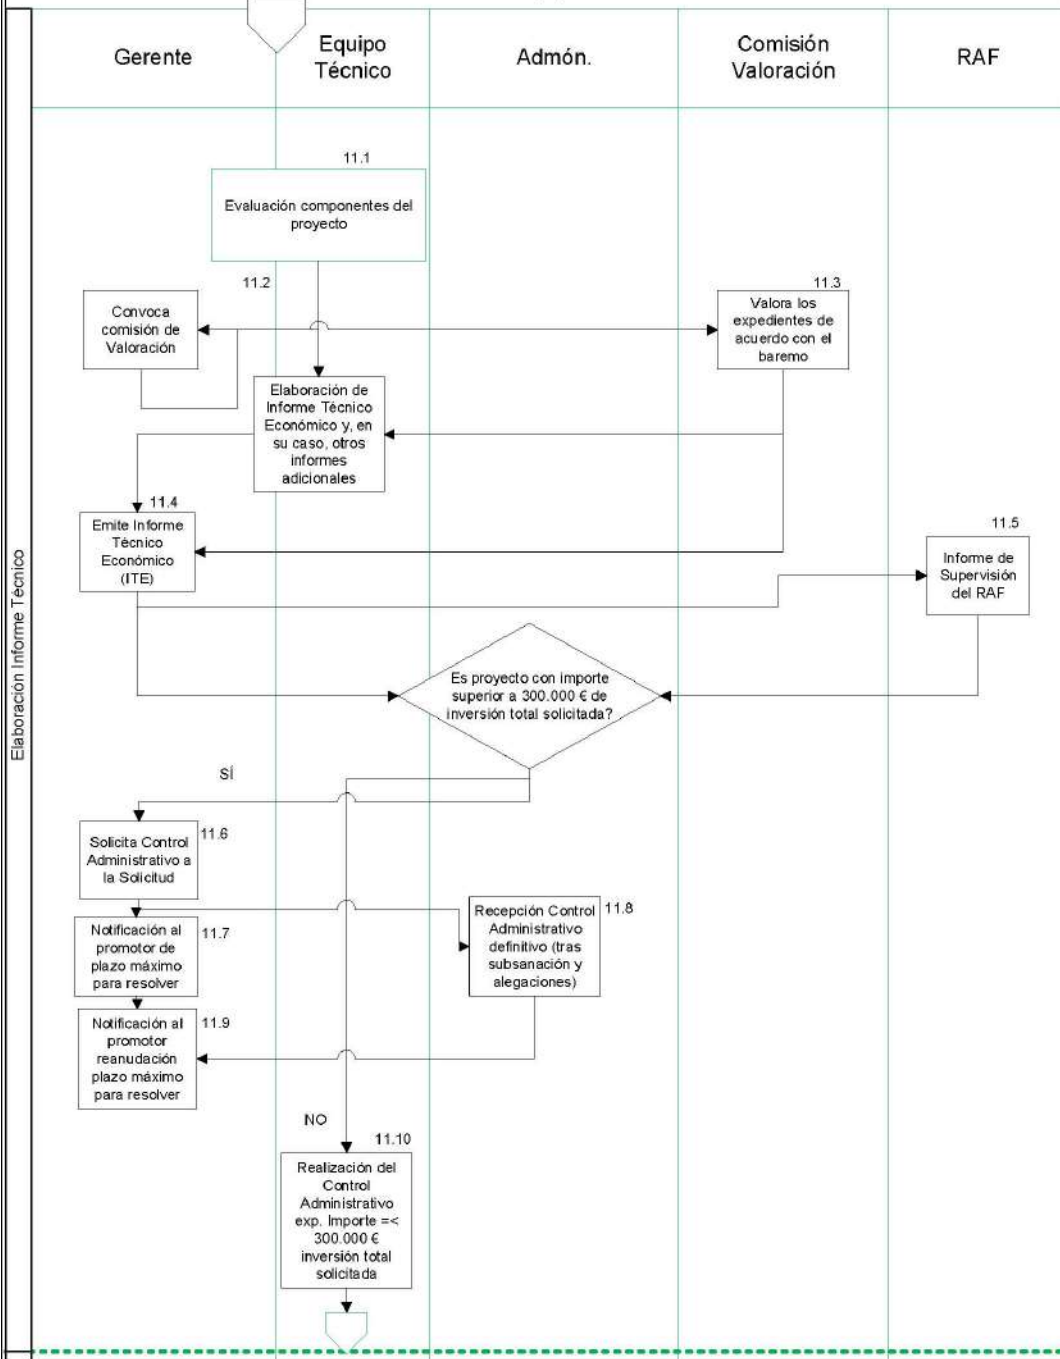 Gerente
Equipo
Técnico
Admón.
Comisión
Valoración
RAF
Elaboración Informe Técnico
11.1
Evaluación componentes del
proyecto
11.2
Convoca
comisión de
Valoración
11.3
Valora los
expedientes de
acuerdo con el
baremo
Elaboración de
Informe Técnico
Económico y, en
su caso, otros
informes
adicionales
11.4
Emite Informe
Técnico
Económico
(ITE)
11.5
Informe de
Supervisión
del RAF
Es proyecto con importe
superior a 300.000 € de
inversión total solicitada?
SÍ
Solicita Control
Administrativo a
la Solicitud
11.6
Notificación al
promotor de
plazo máximo
para resolver
11.7
Recepción Control
Administrativo
definitivo (tras
subsanación y
alegaciones)
11.8
Notificación al
promotor
reanudación
plazo máximo
para resolver
11.9
NO
11.10
Realización del
Control
Administrativo
exp. Importe =<
300.000 €
inversión total
solicitada